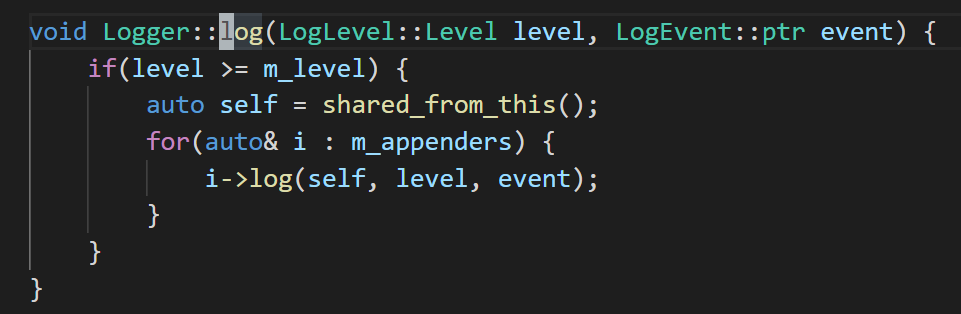 void Logger::log(LogLevel::Level level, LogEvent::ptr event) {
    if(level >= m_level) {
        auto self = shared_from_this();
        for(auto& i : m_appenders) {
            i->log(self, level, event);
        }
    }
}